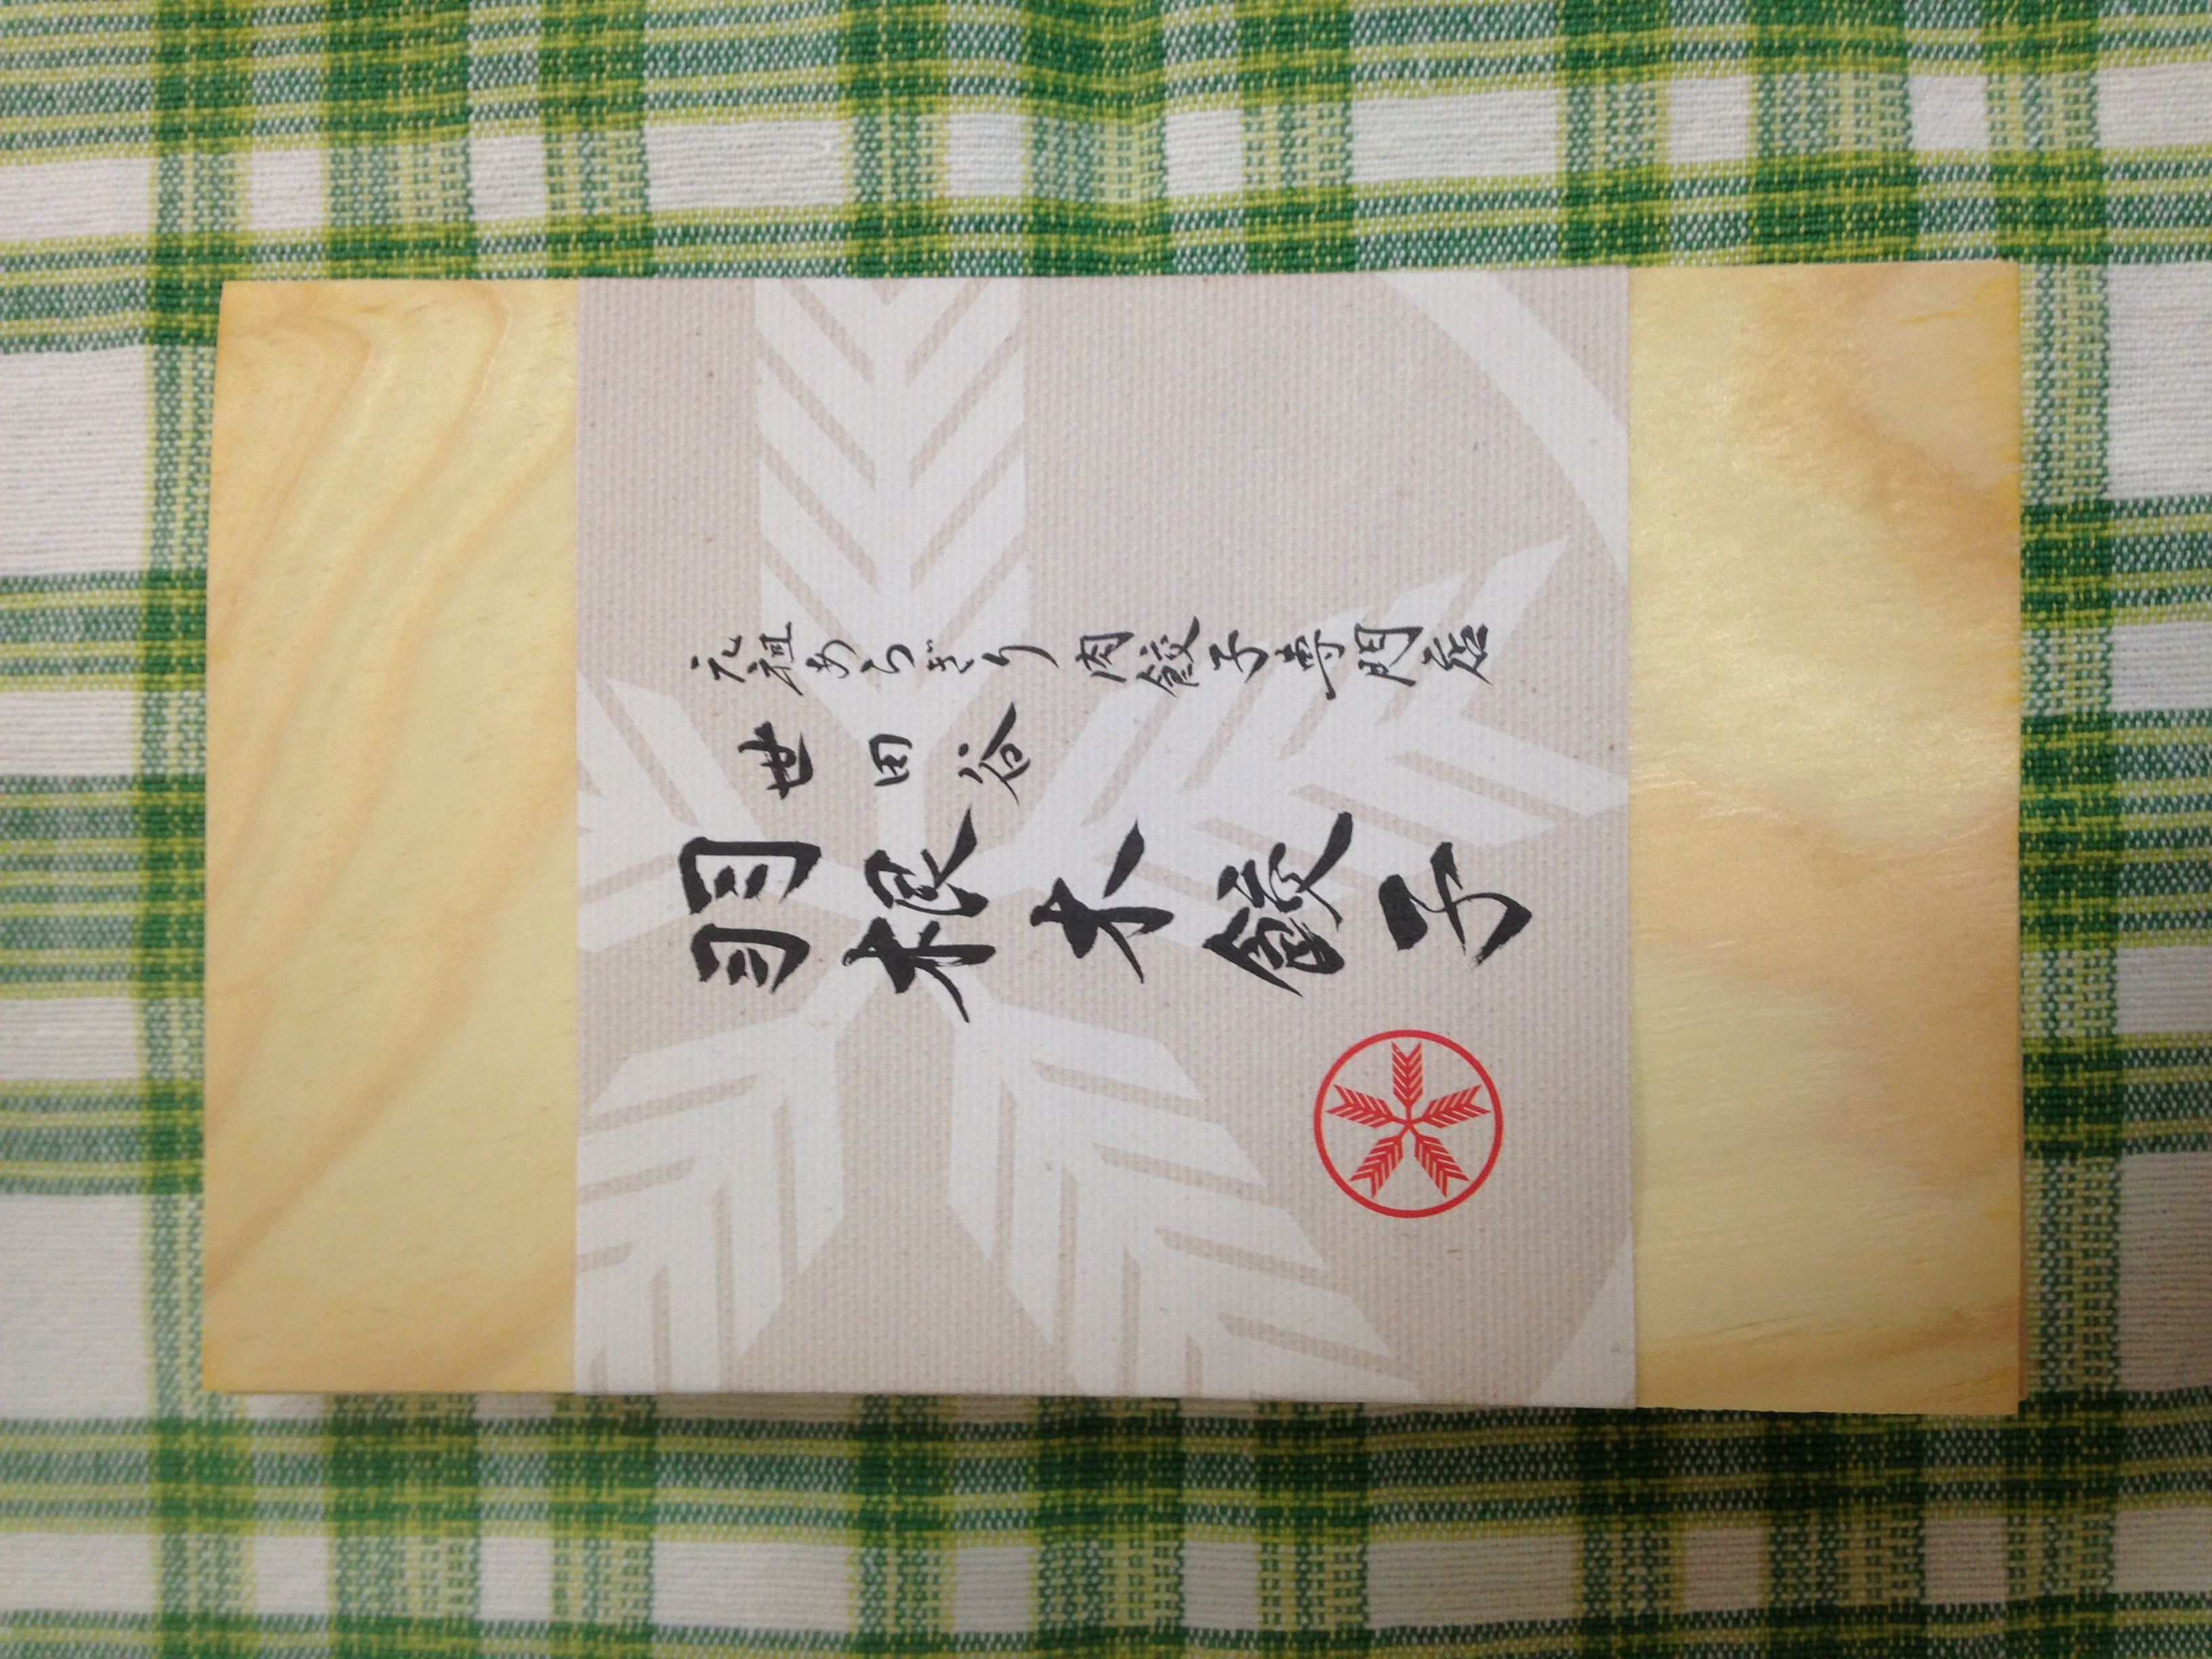 元祖あらぎり肉餃子専門店
世田谷
羽根木餃子